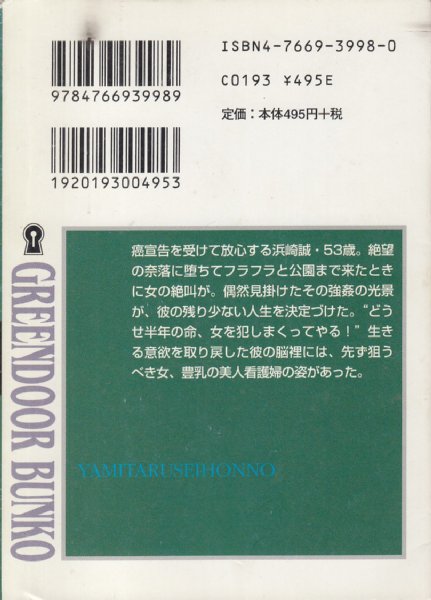 ISBN4-7669-3998-0
C0193 ¥495E
定価：本体495円＋税
9784766939989
1920193004953
GREENDOOR BUNKO
癌宣告を受けて放心する浜崎誠・53歳。絶望
の奈落に堕ちてフラフラと公園まで来たとき
に女の絶叫が。偶然見掛けたその強姦の光景
が、彼の残り少ない人生を決定づけた。“どう
せ半年の命、女を犯しまくってやる！”生き
る意欲を取り戻した彼の脳裡には、先ず狙う
べき女、豊乳の美人看護婦の姿があった。
YAMITARUSEIHONNO